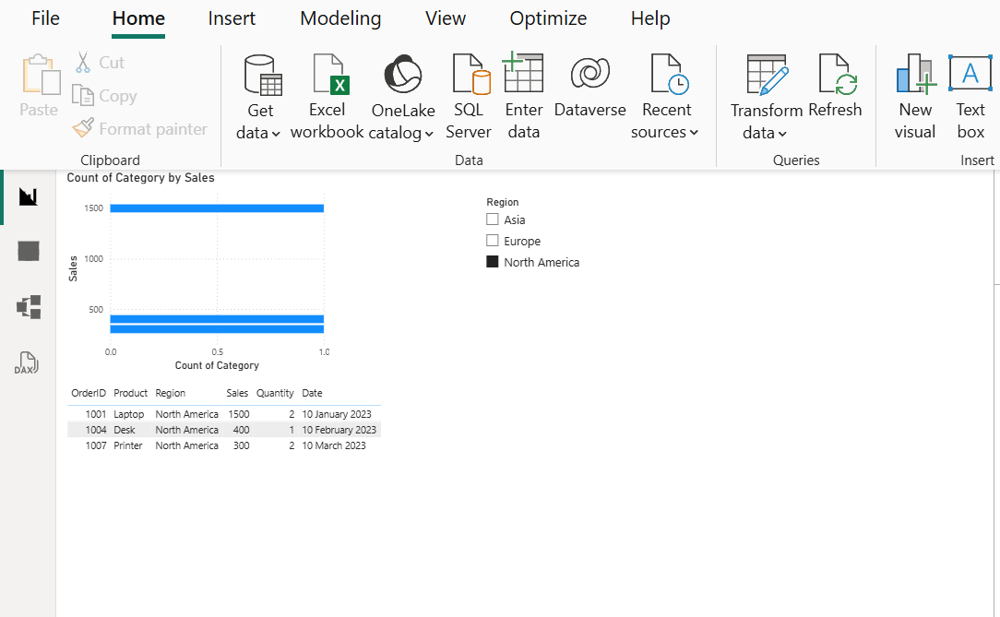 File Home Insert Modeling View Optimize Help
Paste
Cut
Copy
Format painter
Clipboard
Get data
Excel workbook
OneLake catalog
SQL Server
Enter data
Dataverse
Recent sources
Data
Transform data
Refresh
Queries
New visual
Text box
A
Insert
DAX
Count of Category by Sales
Sales
1500
1000
500
0.0 0.5 1.0
Count of Category
Region
Asia
Europe
North America
OrderID Product Region Sales Quantity Date
1001 Laptop North America 1500 2 10 January 2023
1004 Desk North America 400 1 10 February 2023
1007 Printer North America 300 2 10 March 2023